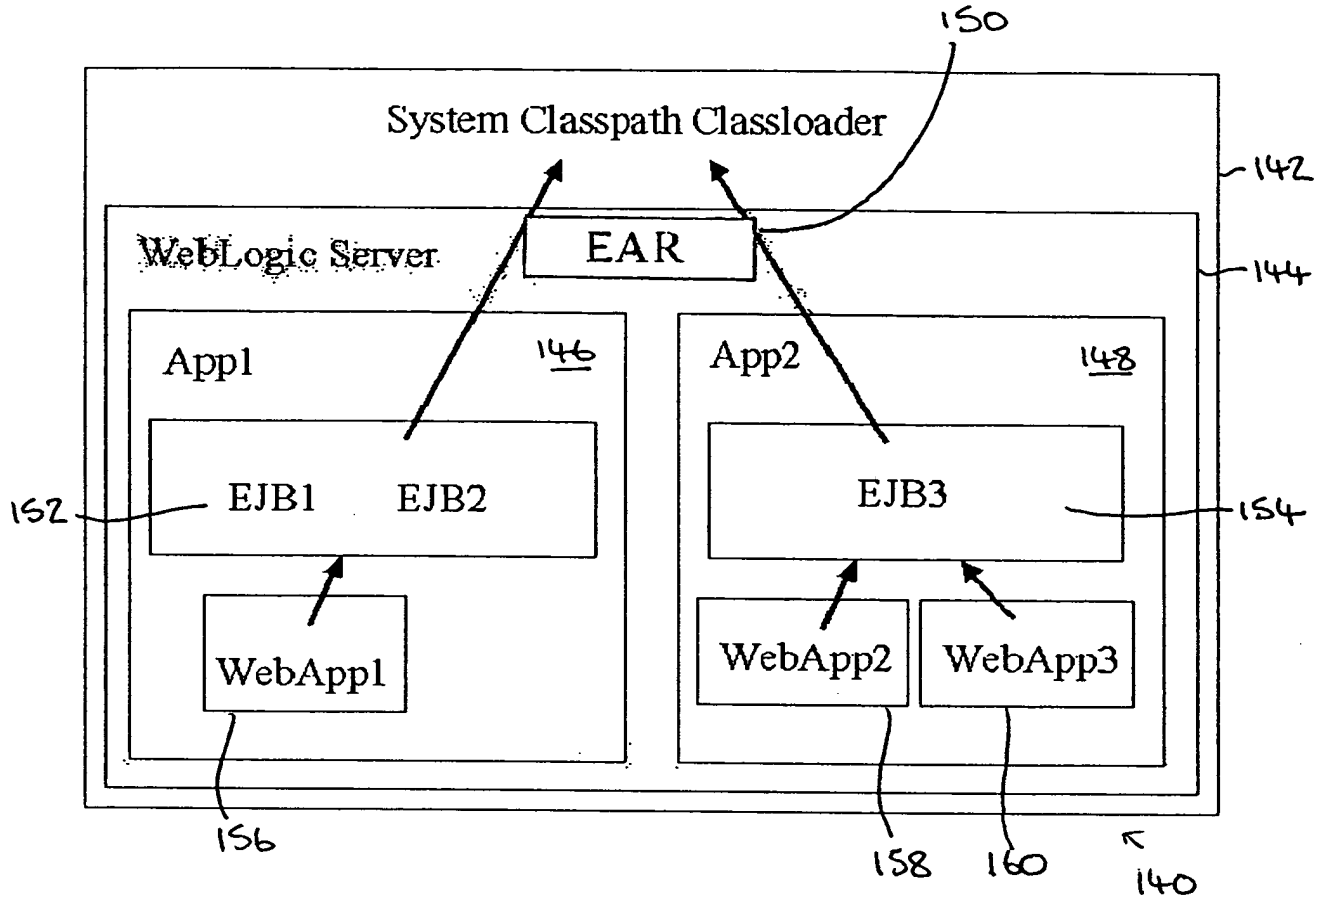 150
System Classpath Classloader
142
WebLogic Server
EAR
144
App1
146
App2
148
152
EJB1
EJB2
EJB3
154
WebApp1
WebApp2
WebApp3
156
158
160
140